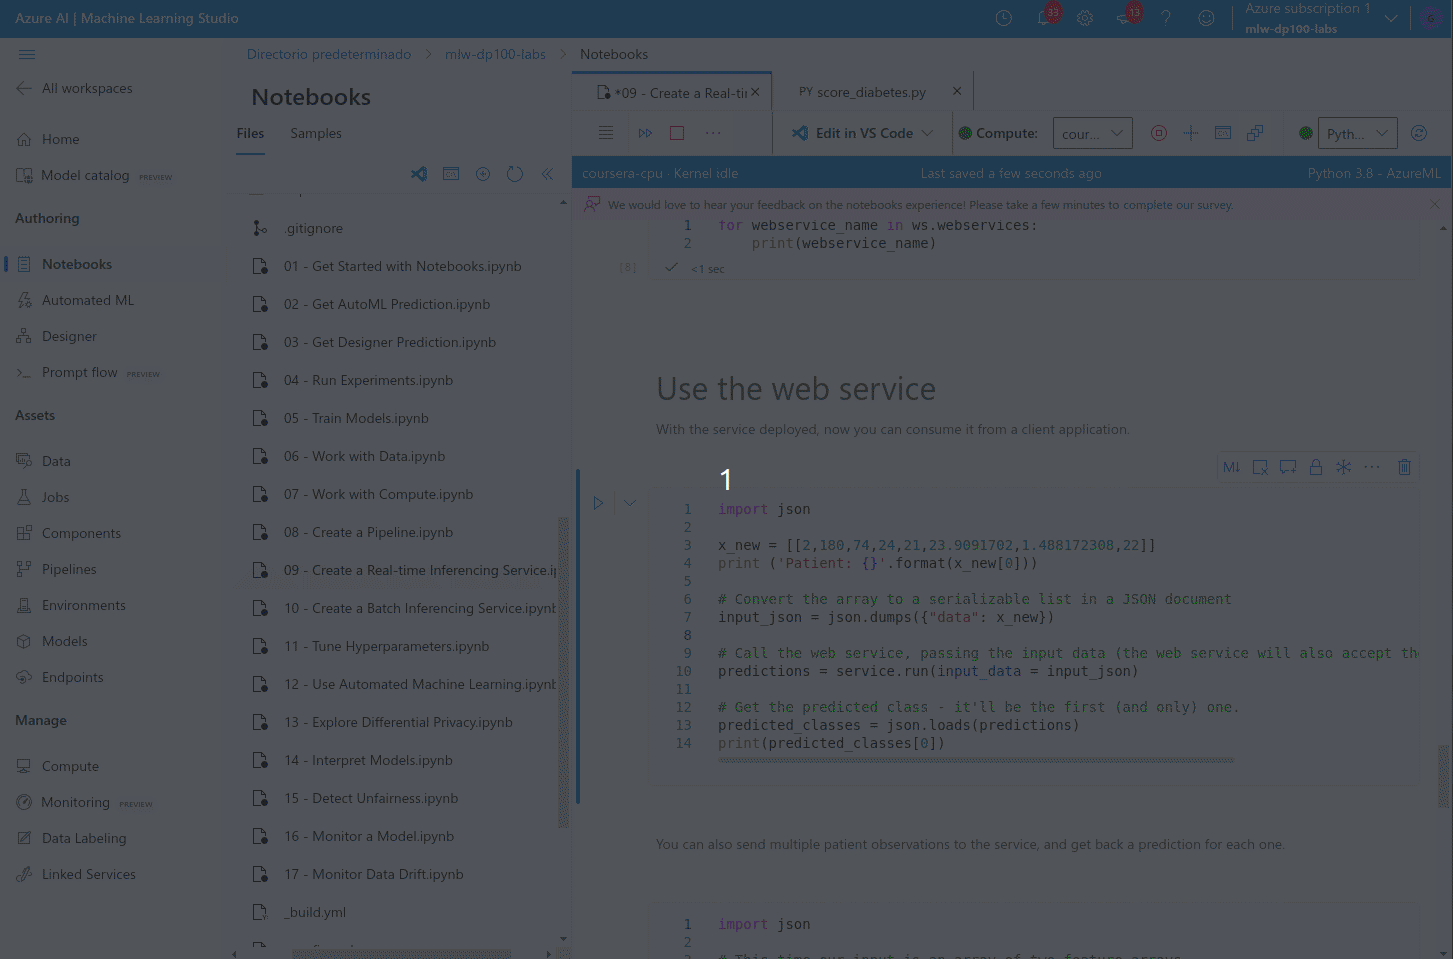 Azure AI | Machine Learning Studio
33
13
Azure subscription 1
mlw-dp100-labs
All workspaces
Home
Model catalog PREVIEW
Authoring
Notebooks
Automated ML
Designer
Prompt flow PREVIEW
Assets
Data
Jobs
Components
Pipelines
Environments
Models
Endpoints
Manage
Compute
Monitoring PREVIEW
Data Labeling
Linked Services
Directorio predeterminado > mlw-dp100-labs > Notebooks
Notebooks
Files Samples
.gitignore
01 - Get Started with Notebooks.ipynb
02 - Get AutoML Prediction.ipynb
03 - Get Designer Prediction.ipynb
04 - Run Experiments.ipynb
05 - Train Models.ipynb
06 - Work with Data.ipynb
07 - Work with Compute.ipynb
08 - Create a Pipeline.ipynb
09 - Create a Real-time Inferencing Service.ip
10 - Create a Batch Inferencing Service.ipynb
11 - Tune Hyperparameters.ipynb
12 - Use Automated Machine Learning.ipynb
13 - Explore Differential Privacy.ipynb
14 - Interpret Models.ipynb
15 - Detect Unfairness.ipynb
16 - Monitor a Model.ipynb
17 - Monitor Data Drift.ipynb
_build.yml
*09 - Create a Real-tir
PY score_diabetes.py
Edit in VS Code
Compute: cour...
Pyth...
coursera-cpu · Kernel idle
Last saved a few seconds ago
Python 3.8 - AzureML
We would love to hear your feedback on the notebooks experience! Please take a few minutes to complete our survey.
1 for webservice_name in ws.webservices:
2 print(webservice_name)
[8] <1 sec
Use the web service
With the service deployed, now you can consume it from a client application.
M↓
1
1 import json
2
3 x_new = [[2,180,74,24,21,23.9091702,1.488172308,22]]
4 print ('Patient: {}'.format(x_new[0]))
5
6 # Convert the array to a serializable list in a JSON document
7 input_json = json.dumps({"data": x_new})
8
9 # Call the web service, passing the input data (the web service will also accept the
10 predictions = service.run(input_data = input_json)
11
12 # Get the predicted class - it'll be the first (and only) one.
13 predicted_classes = json.loads(predictions)
14 print(predicted_classes[0])
You can also send multiple patient observations to the service, and get back a prediction for each one.
1 import json
2